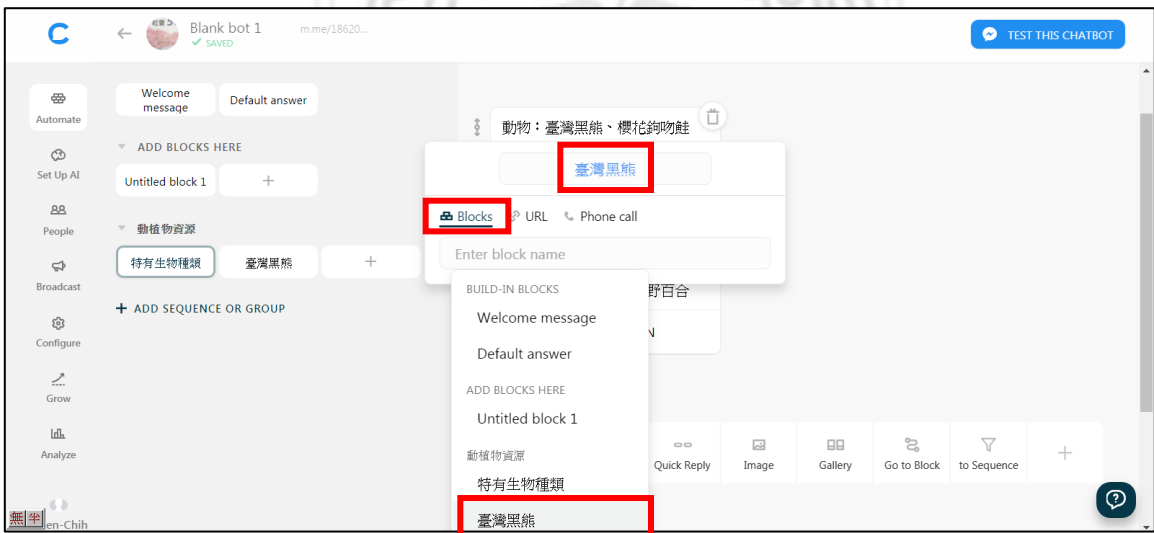 Blank bot 1
m.me/18620...
SAVED
TEST THIS CHATBOT
Automate
Set Up AI
People
Broadcast
Configure
Grow
Analyze
en-Chih
無 半
Welcome message
Default answer
ADD BLOCKS HERE
Untitled block 1
+
動植物資源
特有生物種類
臺灣黑熊
+
+ ADD SEQUENCE OR GROUP
動物：臺灣黑熊、櫻花鉤吻鮭
臺灣黑熊
Blocks
URL
Phone call
Enter block name
BUILD-IN BLOCKS
Welcome message
Default answer
ADD BLOCKS HERE
Untitled block 1
動植物資源
特有生物種類
臺灣黑熊
野百合
N
Quick Reply
Image
Gallery
Go to Block
to Sequence
+